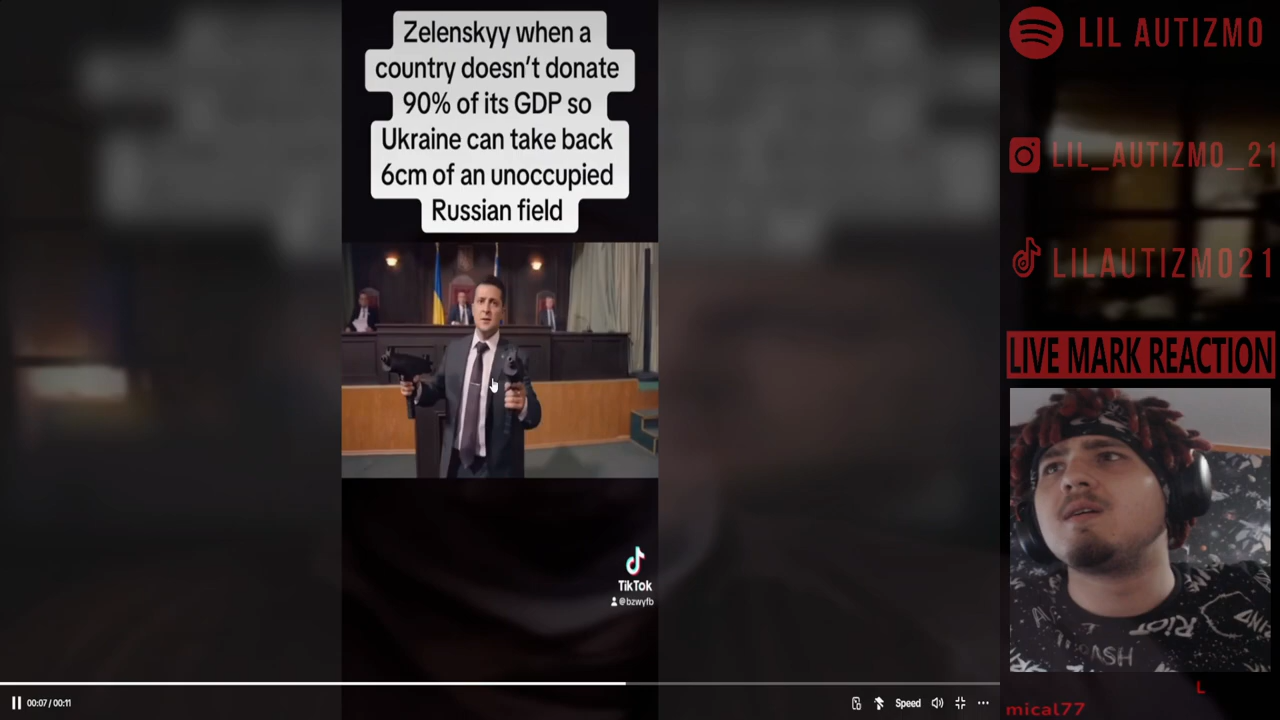 Zelenskyy when a
country doesn't donate
90% of its GDP so
Ukraine can take back
6cm of an unoccupied
Russian field
TikTok
@bzwyfb
00:07 / 00:11
Speed
LIL AUTIZMO
LIL_AUTIZMO_21
LILAUTIZMO21
LIVE MARK REACTION
RIOT
L
mical77